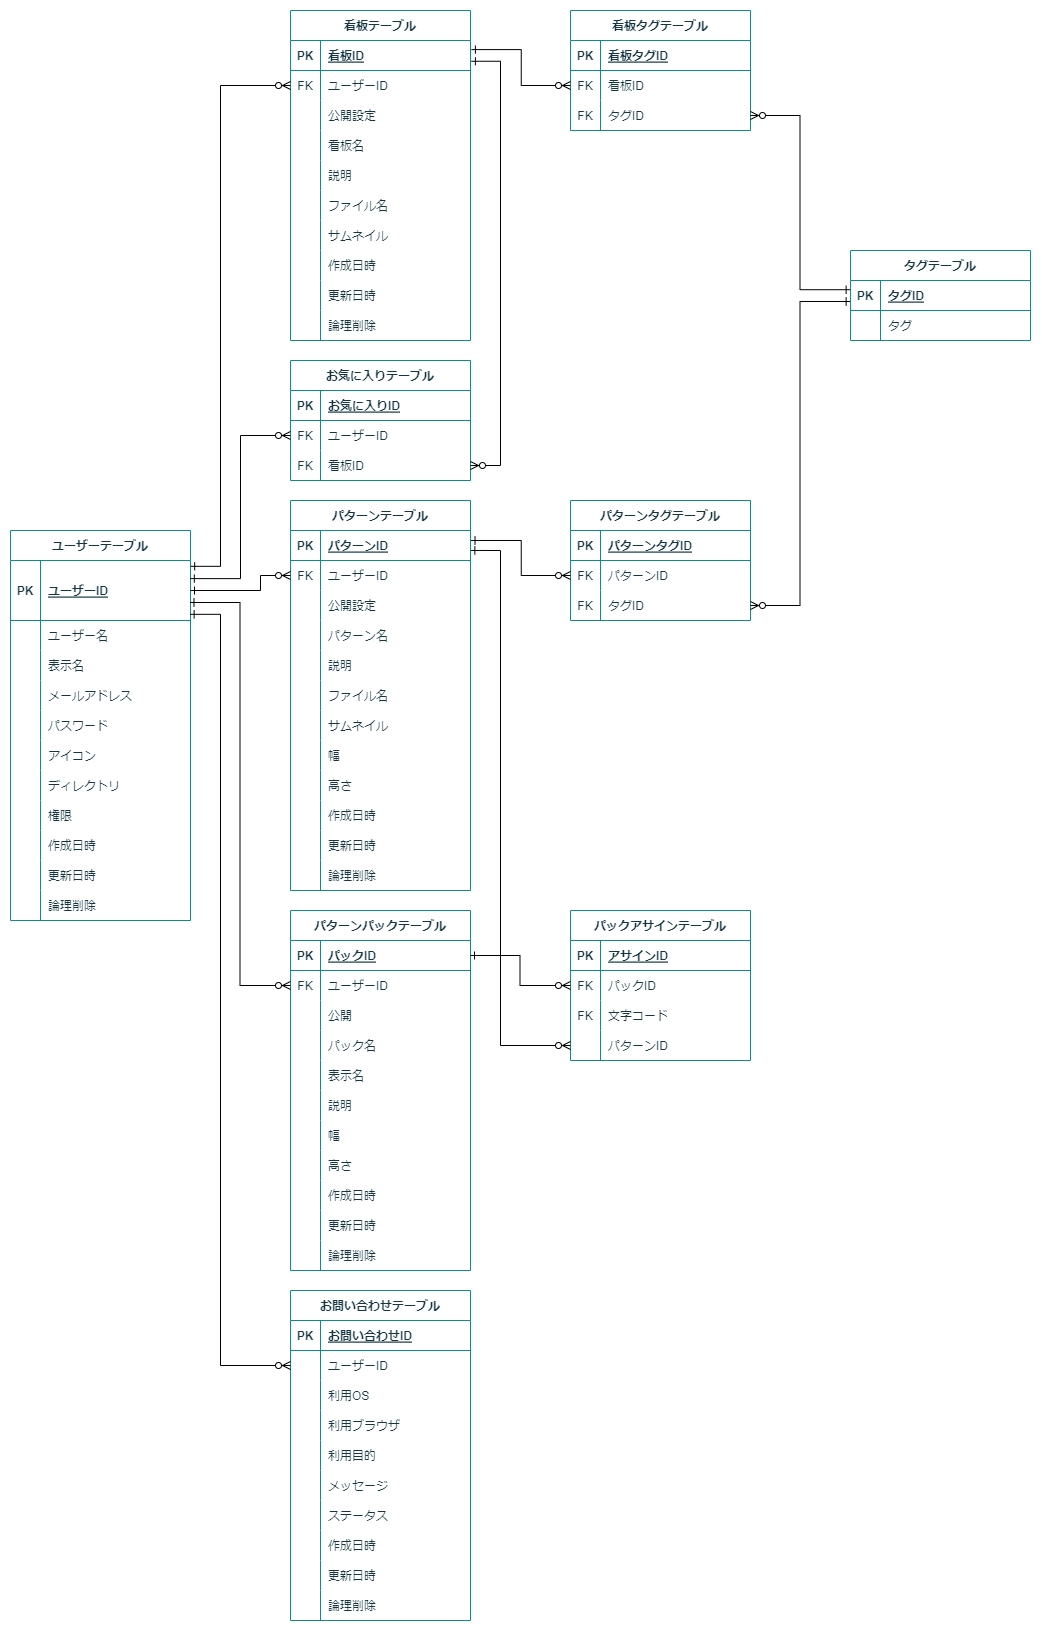 看板テーブル
PK 看板ID
FK ユーザーID
公開設定
看板名
説明
ファイル名
サムネイル
作成日時
更新日時
論理削除
看板タグテーブル
PK 看板タグID
FK 看板ID
FK タグID
タグテーブル
PK タグID
タグ
お気に入りテーブル
PK お気に入りID
FK ユーザーID
FK 看板ID
ユーザーテーブル
PK ユーザーID
ユーザー名
表示名
メールアドレス
パスワード
アイコン
ディレクトリ
権限
作成日時
更新日時
論理削除
パターンテーブル
PK パターンID
FK ユーザーID
公開設定
パターン名
説明
ファイル名
サムネイル
幅
高さ
作成日時
更新日時
論理削除
パターンタグテーブル
PK パターンタグID
FK パターンID
FK タグID
パターンパックテーブル
PK パックID
FK ユーザーID
公開
パック名
表示名
説明
幅
高さ
作成日時
更新日時
論理削除
パックアサインテーブル
PK アサインID
FK パックID
FK 文字コード
パターンID
お問い合わせテーブル
PK お問い合わせID
ユーザーID
利用OS
利用ブラウザ
利用目的
メッセージ
ステータス
作成日時
更新日時
論理削除